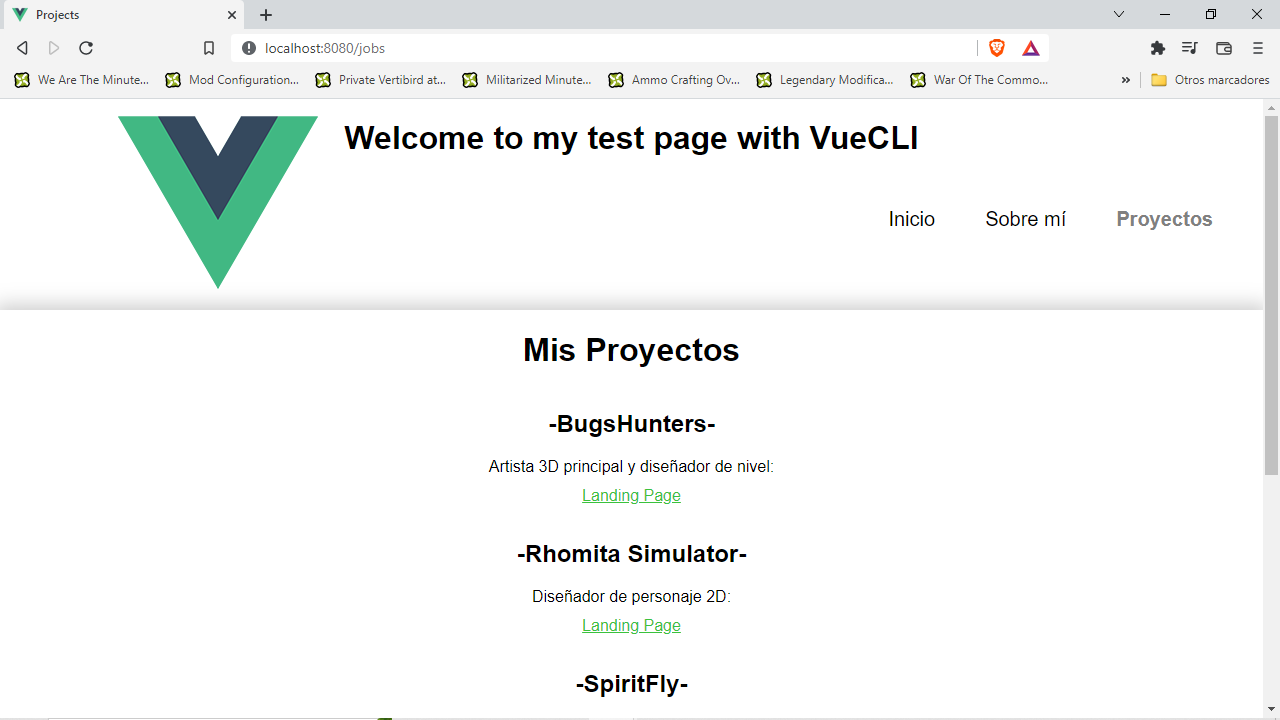 Projects
localhost:8080/jobs
We Are The Minute... Mod Configuration... Private Vertibird at... Militarized Minute... Ammo Crafting Ov... Legendary Modifica... War Of The Commo... » Otros marcadores
Welcome to my test page with VueCLI
Inicio Sobre mí Proyectos
Mis Proyectos
-BugsHunters-
Artista 3D principal y diseñador de nivel:
Landing Page
-Rhomita Simulator-
Diseñador de personaje 2D:
Landing Page
-SpiritFly-